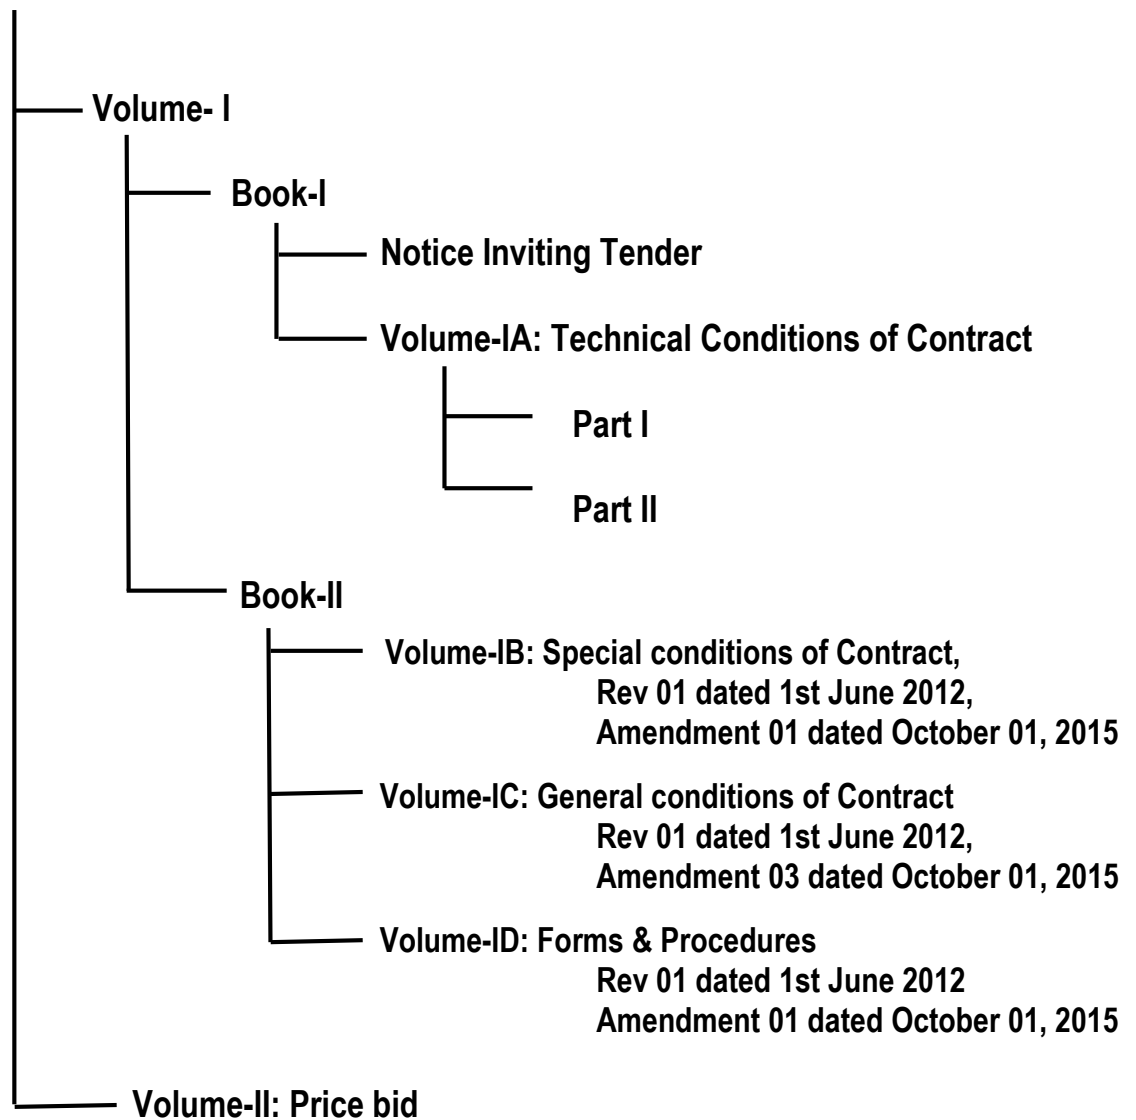 Volume- I
Book-I
Notice Inviting Tender
Volume-IA: Technical Conditions of Contract
Part I
Part II
Book-II
Volume-IB: Special conditions of Contract,
Rev 01 dated 1st June 2012,
Amendment 01 dated October 01, 2015
Volume-IC: General conditions of Contract
Rev 01 dated 1st June 2012,
Amendment 03 dated October 01, 2015
Volume-ID: Forms & Procedures
Rev 01 dated 1st June 2012
Amendment 01 dated October 01, 2015
Volume-II: Price bid